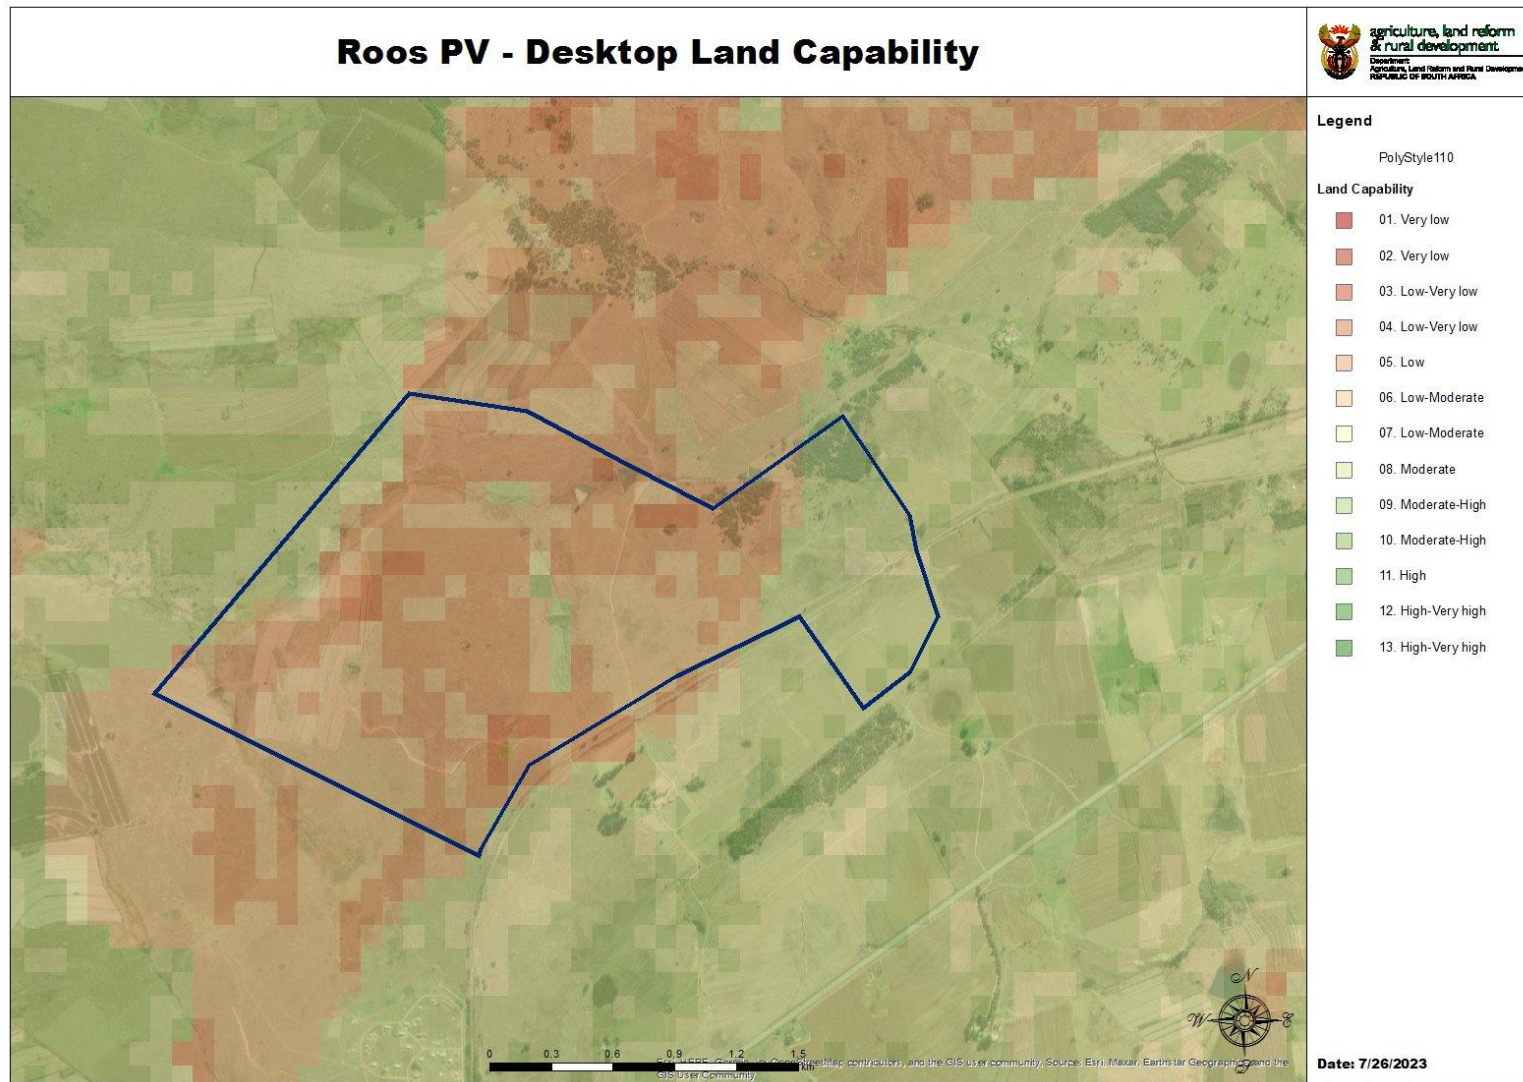 Roos PV - Desktop Land Capability
agriculture, land reform
& rural development
Department:
Agriculture, Land Reform and Rural Development
REPUBLIC OF SOUTH AFRICA
Legend
PolyStyle110
Land Capability
01. Very low
02. Very low
03. Low-Very low
04. Low-Very low
05. Low
06. Low-Moderate
07. Low-Moderate
08. Moderate
09. Moderate-High
10. Moderate-High
11. High
12. High-Very high
13. High-Very high
N
W E
S
0 0.3 0.6 0.9 1.2 1.5
km
Esri, HERE, Garmin, OpenStreetMap contributors, and the GIS user community, Source: Esri, Maxar, Earthstar Geographics, and the
GIS User Community
Date: 7/26/2023